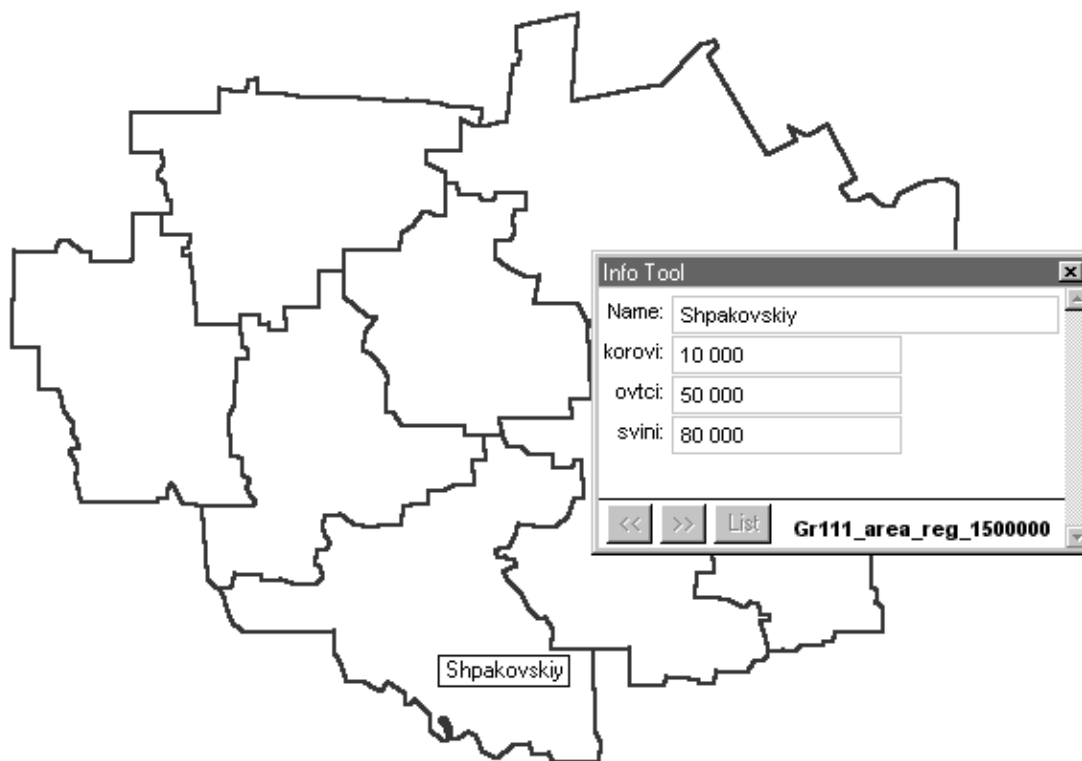 Info Tool
Name: Shpakovskiy
korovi: 10 000
ovtci: 50 000
svini: 80 000
<< >> List Gr111_area_reg_1500000
Shpakovskiy